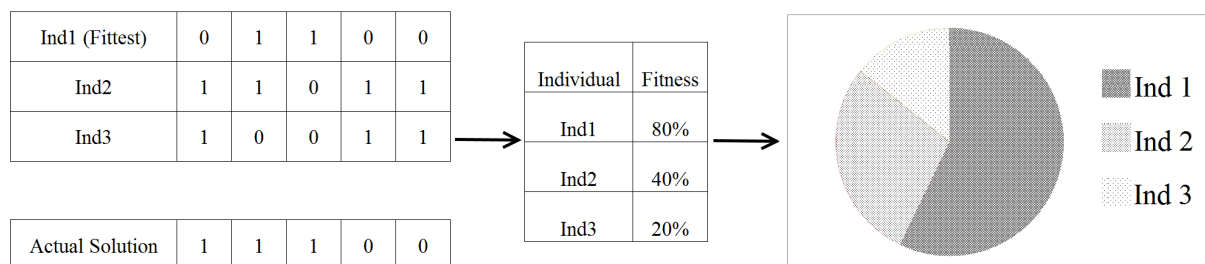 Ind1 (Fittest) 0 1 1 0 0
Ind2 1 1 0 1 1
Ind3 1 0 0 1 1
Actual Solution 1 1 1 0 0
Individual Fitness
Ind1 80%
Ind2 40%
Ind3 20%
Ind 1
Ind 2
Ind 3